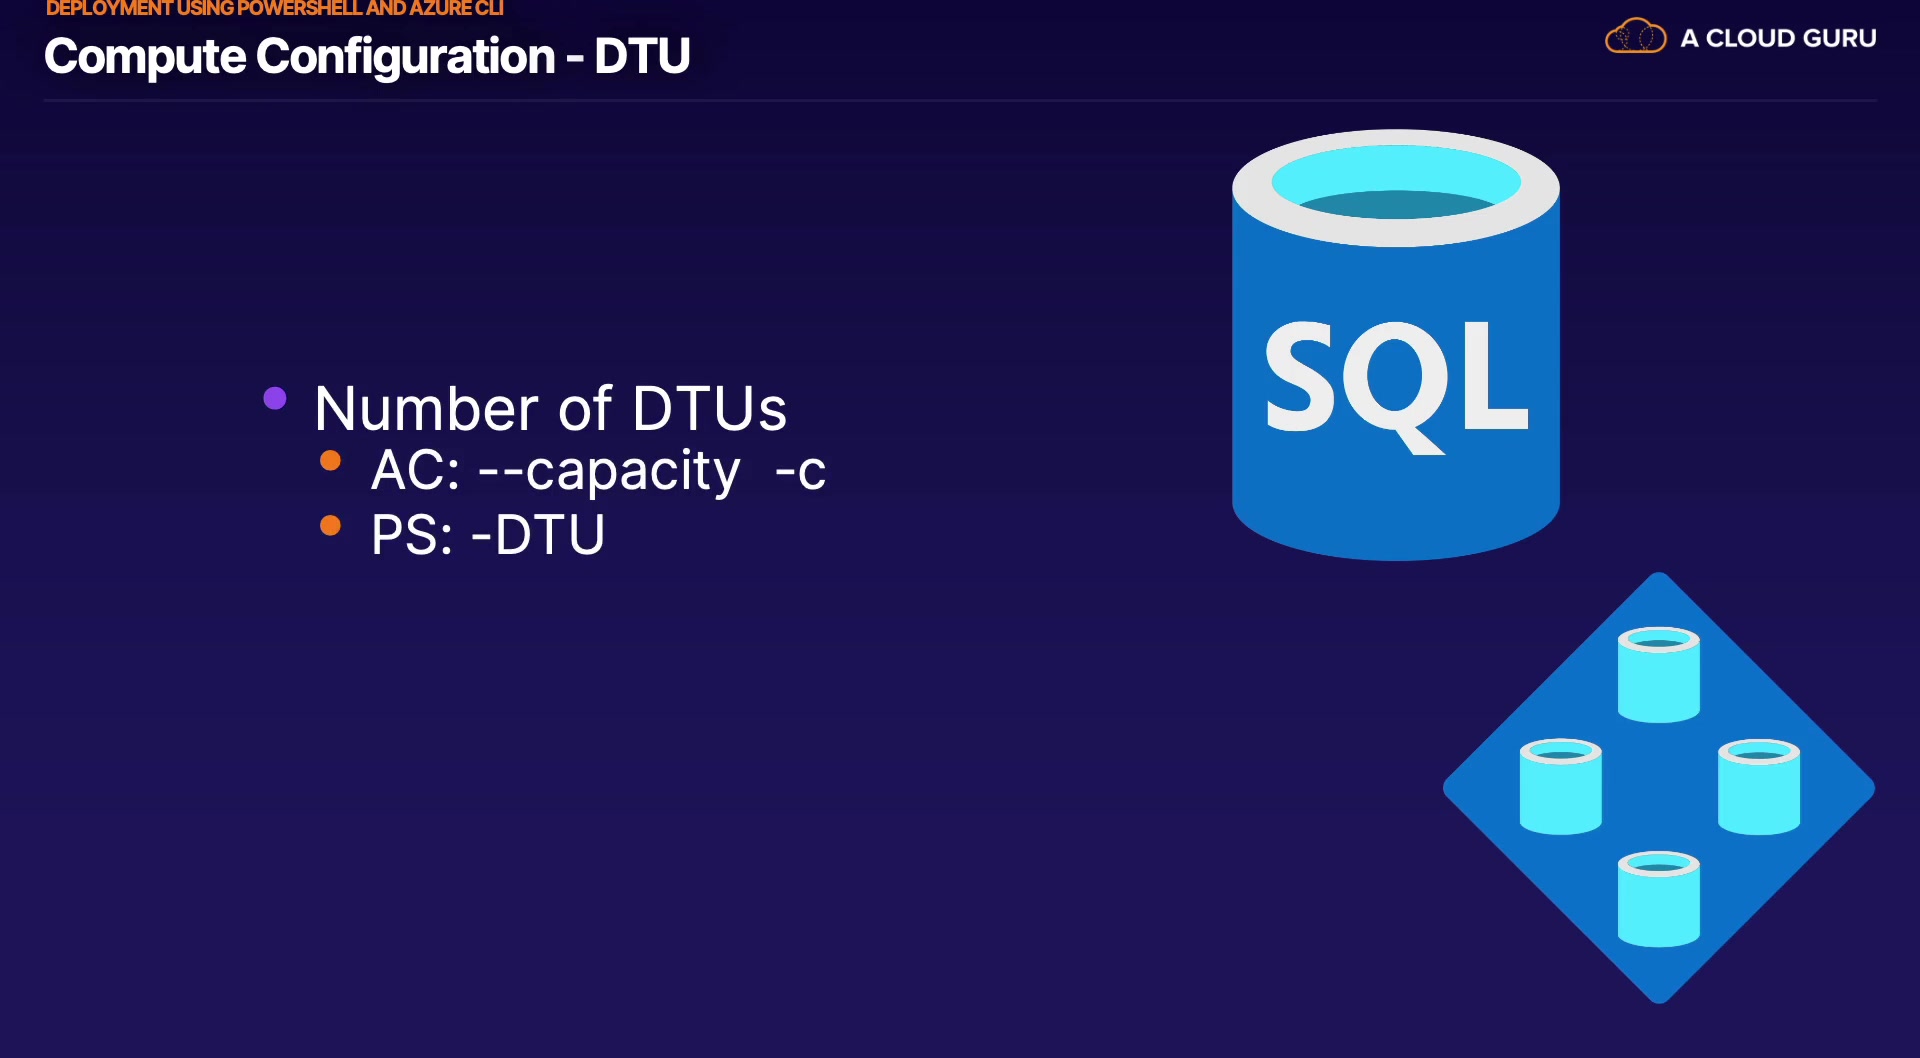 DEPLOYMENT USING POWERSHELL AND AZURE CLI
Compute Configuration - DTU
A CLOUD GURU
Number of DTUs
AC: --capacity  -c
PS: -DTU
SQL